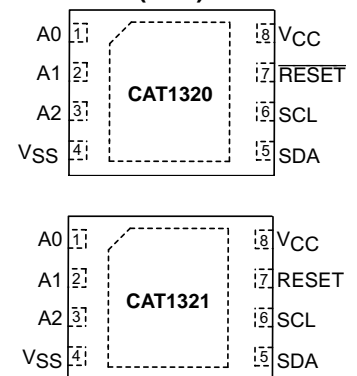 A0 1 8 VCC
A1 2 7 RESET
CAT1320
A2 3 6 SCL
VSS 4 5 SDA
A0 1 8 VCC
A1 2 7 RESET
CAT1321
A2 3 6 SCL
VSS 4 5 SDA